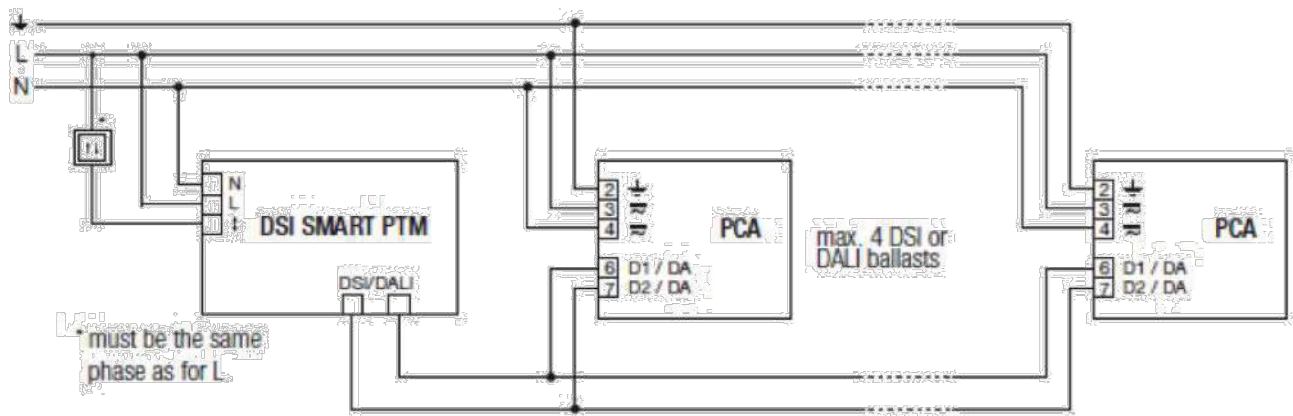 L
N
*
N
L
DSI SMART PTM
DSI/DALI
* must be the same
phase as for L
2
3
4
PCA
6 D1 / DA
7 D2 / DA
max. 4 DSI or
DALI ballasts
2
3
4
PCA
6 D1 / DA
7 D2 / DA